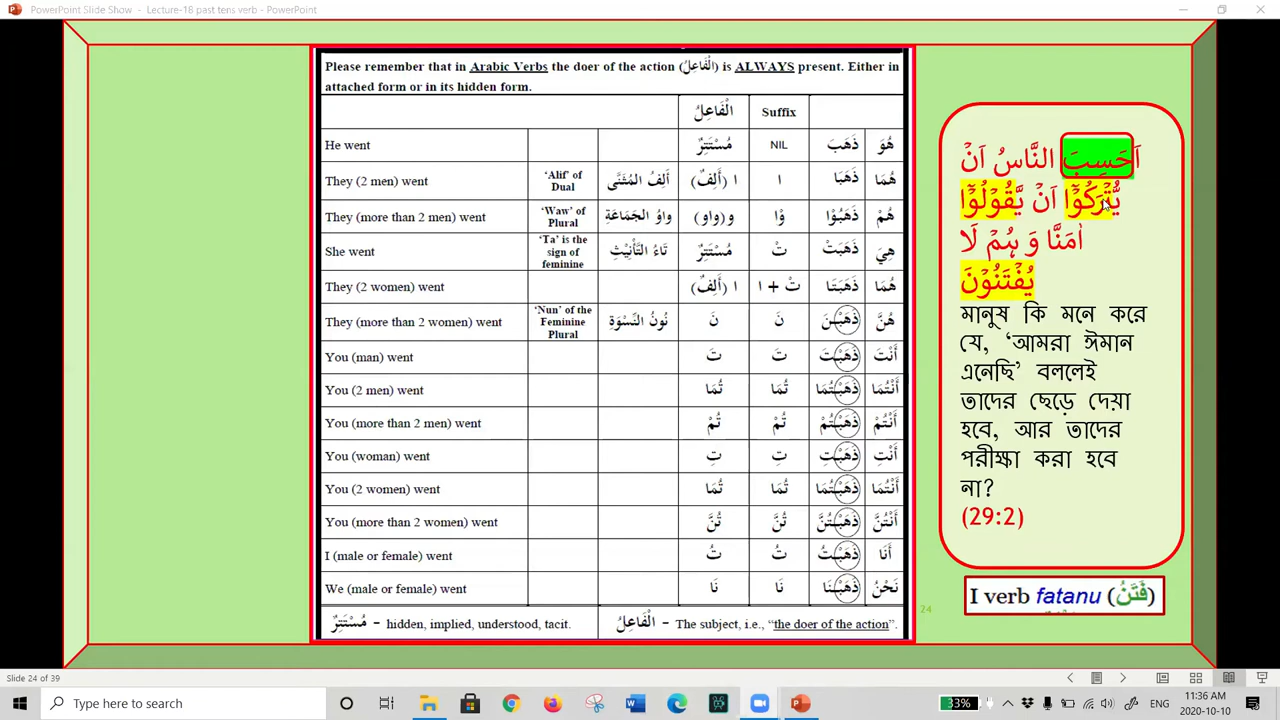 PowerPoint Slide Show - Lecture-18 past tens verb - PowerPoint
Please remember that in Arabic Verbs the doer of the action (الْفَاعِلُ) is ALWAYS present. Either in
attached form or in its hidden form.
الْفَاعِلُ Suffix
He went مُسْتَتِرٌ NIL ذَهَبَ هُوَ
They (2 men) went 'Alif' of Dual أَلِفُ المُثَنَّى ا (أَلِفٌ) ا ذَهَبَا هُمَا
They (more than 2 men) went 'Waw' of Plural واوُ الجَمَاعَةِ و (واو) وْا ذَهَبُوْا هُمْ
She went 'Ta' is the sign of feminine تَاءُ التَّأْنِيْثِ مُسْتَتِرٌ تْ ذَهَبَتْ هِيَ
They (2 women) went ا (أَلِفٌ) تْ + ا ذَهَبَتَا هُمَا
They (more than 2 women) went 'Nun' of the Feminine Plural نُونُ النِّسْوَةِ نَ نَ ذَهَبْنَ هُنَّ
You (man) went تَ تَ ذَهَبْتَ أَنْتَ
You (2 men) went تُمَا تُمَا ذَهَبْتُمَا أَنْتُمَا
You (more than 2 men) went تُمْ تُمْ ذَهَبْتُمْ أَنْتُمْ
You (woman) went تِ تِ ذَهَبْتِ أَنْتِ
You (2 women) went تُمَا تُمَا ذَهَبْتُمَا أَنْتُمَا
You (more than 2 women) went تُنَّ تُنَّ ذَهَبْتُنَّ أَنْتُنَّ
I (male or female) went تُ تُ ذَهَبْتُ أَنَا
We (male or female) went نَا نَا ذَهَبْنَا نَحْنُ
مُسْتَتِرٌ – hidden, implied, understood, tacit. الْفَاعِلُ – The subject, i.e., "the doer of the action".
اَحَسِبَ النَّاسُ اَنْ
يُّتْرَكُوْۤا اَنْ يَّقُوْلُوْۤا
اٰمَنَّا وَ ہُمْ لَا
يُفْتَنُوْنَ
মানুষ কি মনে করে
যে, ‘আমরা ঈমান
এনেছি’ বললেই
তাদের ছেড়ে দেয়া
হবে, আর তাদের
পরীক্ষা করা হবে
না?
(29:2)
I verb fatanu (فَتَنُ)
24
Slide 24 of 39
Type here to search
33%
ENG
11:36 AM
2020-10-10